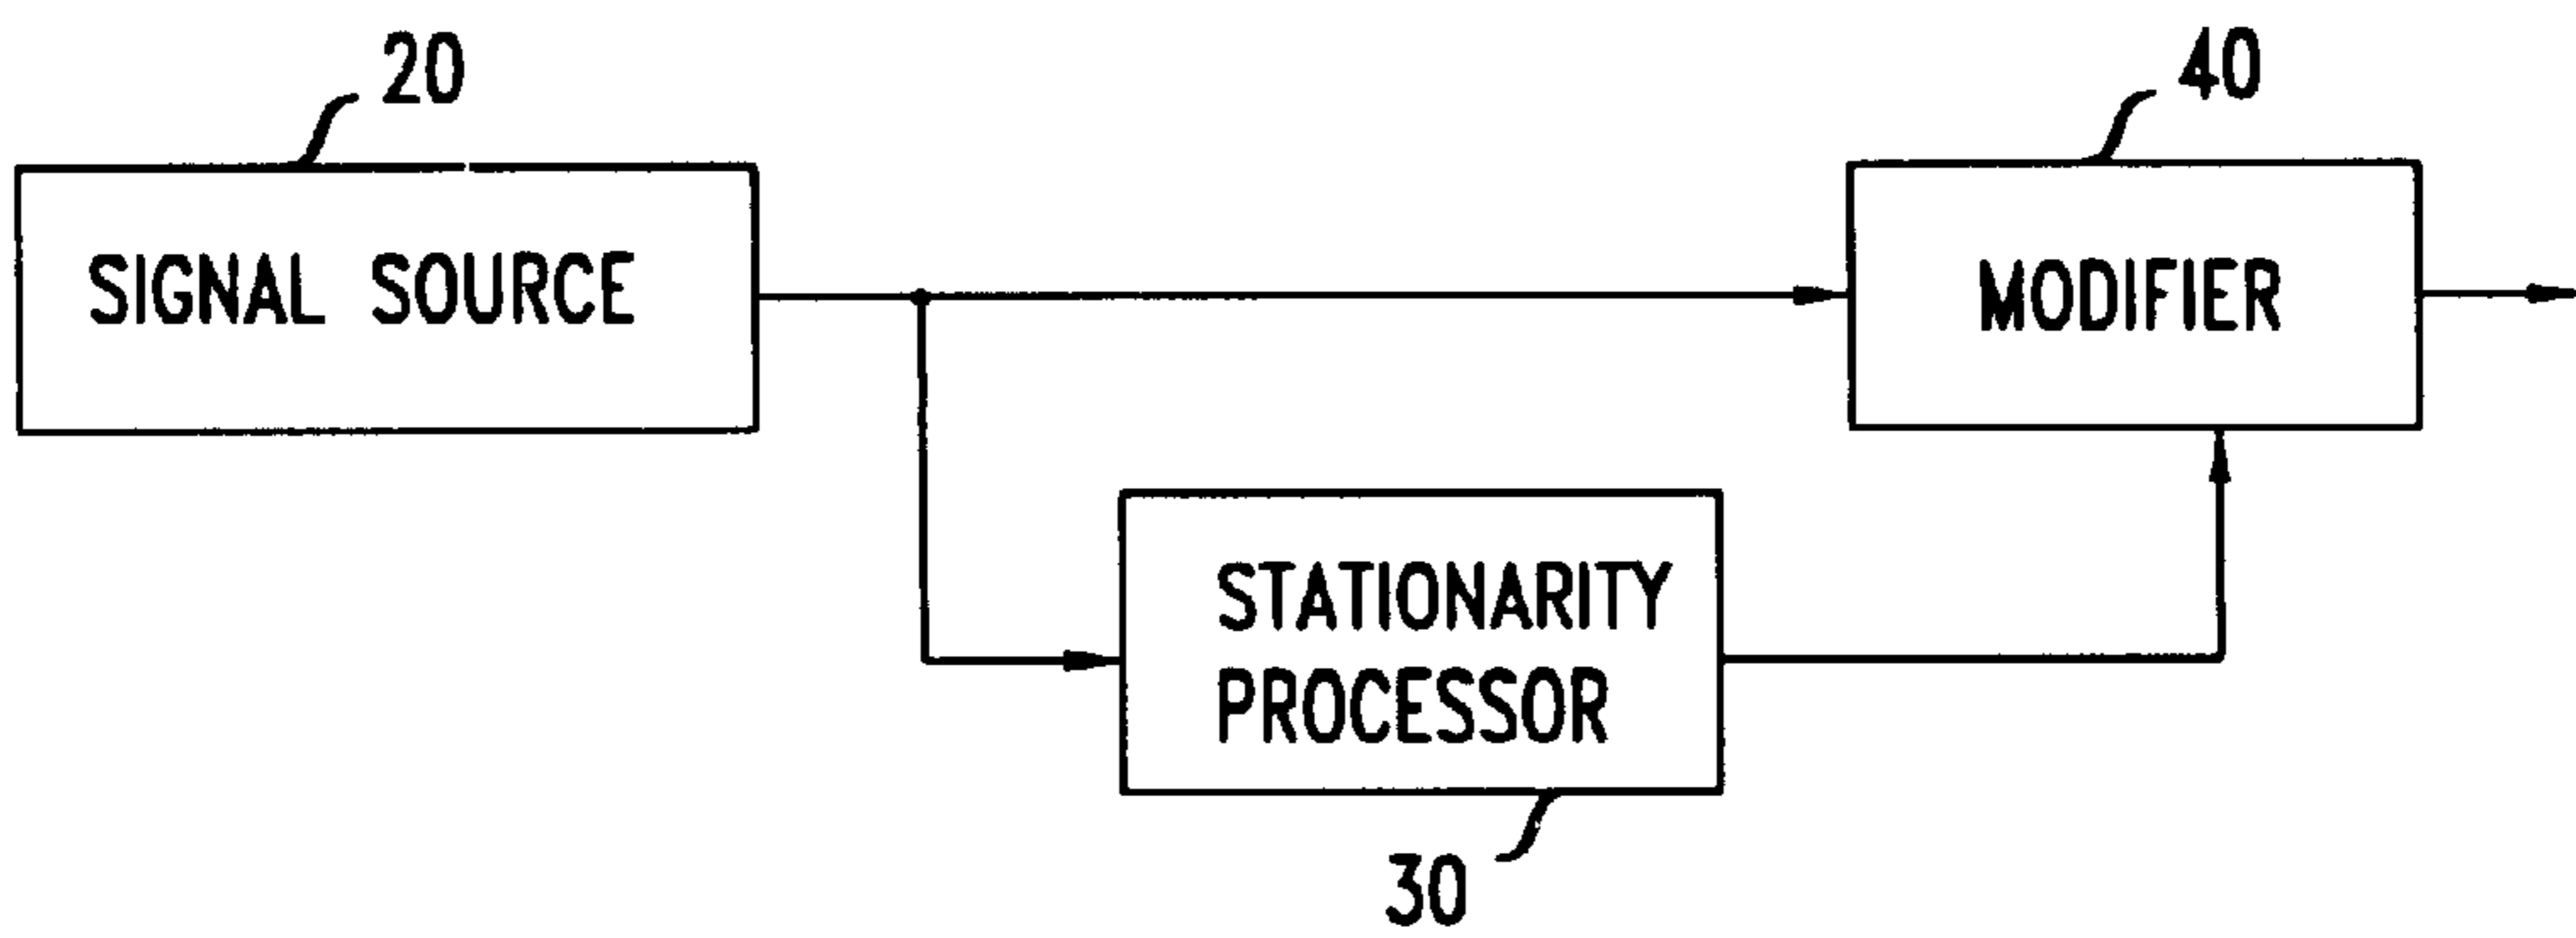 20
40
SIGNAL SOURCE
MODIFIER
STATIONARITY
PROCESSOR
30